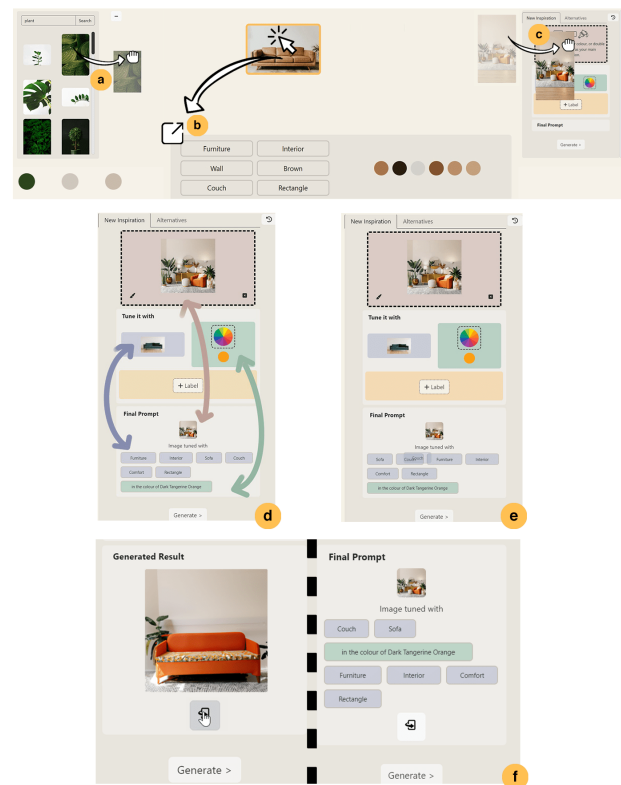 plant Search
a
b
Furniture Interior
Wall Brown
Couch Rectangle
New Inspiration Alternatives
c
colour, or double
+ Label
Final Prompt
Generate >
New Inspiration Alternatives
Tune it with
+ Label
Final Prompt
Image tuned with
Furniture Interior Sofa Couch
Comfort Rectangle
in the colour of Dark Tangerine Orange
Generate >
d
New Inspiration Alternatives
Tune it with
+ Label
Final Prompt
Image tuned with
Sofa Couch Furniture Interior
Comfort Rectangle
in the colour of Dark Tangerine Orange
Generate >
e
Generated Result
Generate >
Final Prompt
Image tuned with
Couch Sofa
in the colour of Dark Tangerine Orange
Furniture Interior Comfort
Rectangle
Generate >
f